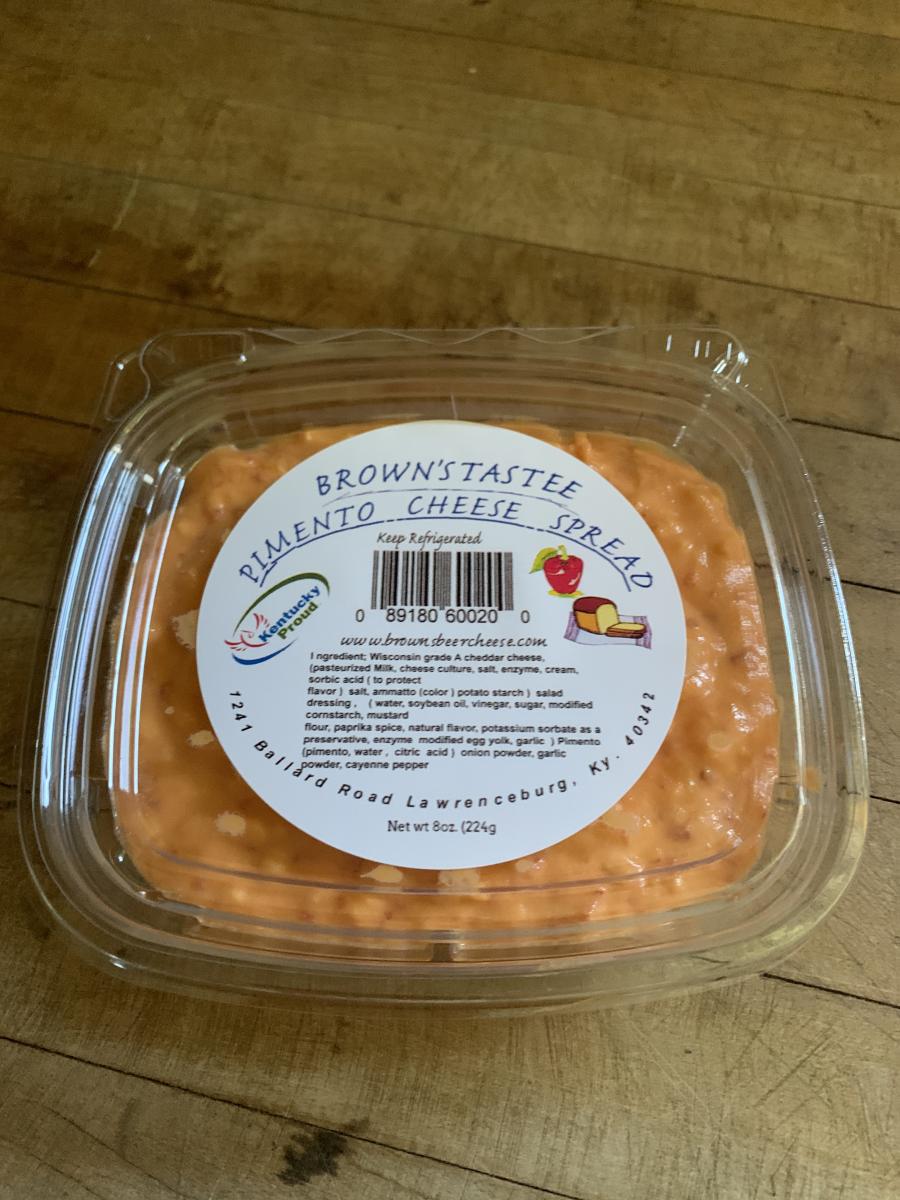 BROWN'S TASTEE
PIMENTO CHEESE SPREAD
Keep Refrigerated
0 89180 60020 0
Kentucky
Proud
www.brownsbeercheese.com
Ingredient; Wisconsin grade A cheddar cheese,
(pasteurized Milk, cheese culture, salt, enzyme, cream,
sorbic acid ( to protect
flavor ) salt, ammatto (color ) potato starch ) salad
dressing , ( water, soybean oil, vinegar, sugar, modified
cornstarch, mustard
flour, paprika spice, natural flavor, potassium sorbate as a
preservative, enzyme modified egg yolk, garlic ) Pimento
(pimento, water , citric acid ) onion powder, garlic
powder, cayenne pepper
1241 Ballard Road Lawrenceburg, Ky. 40342
Net wt 8oz. (224g